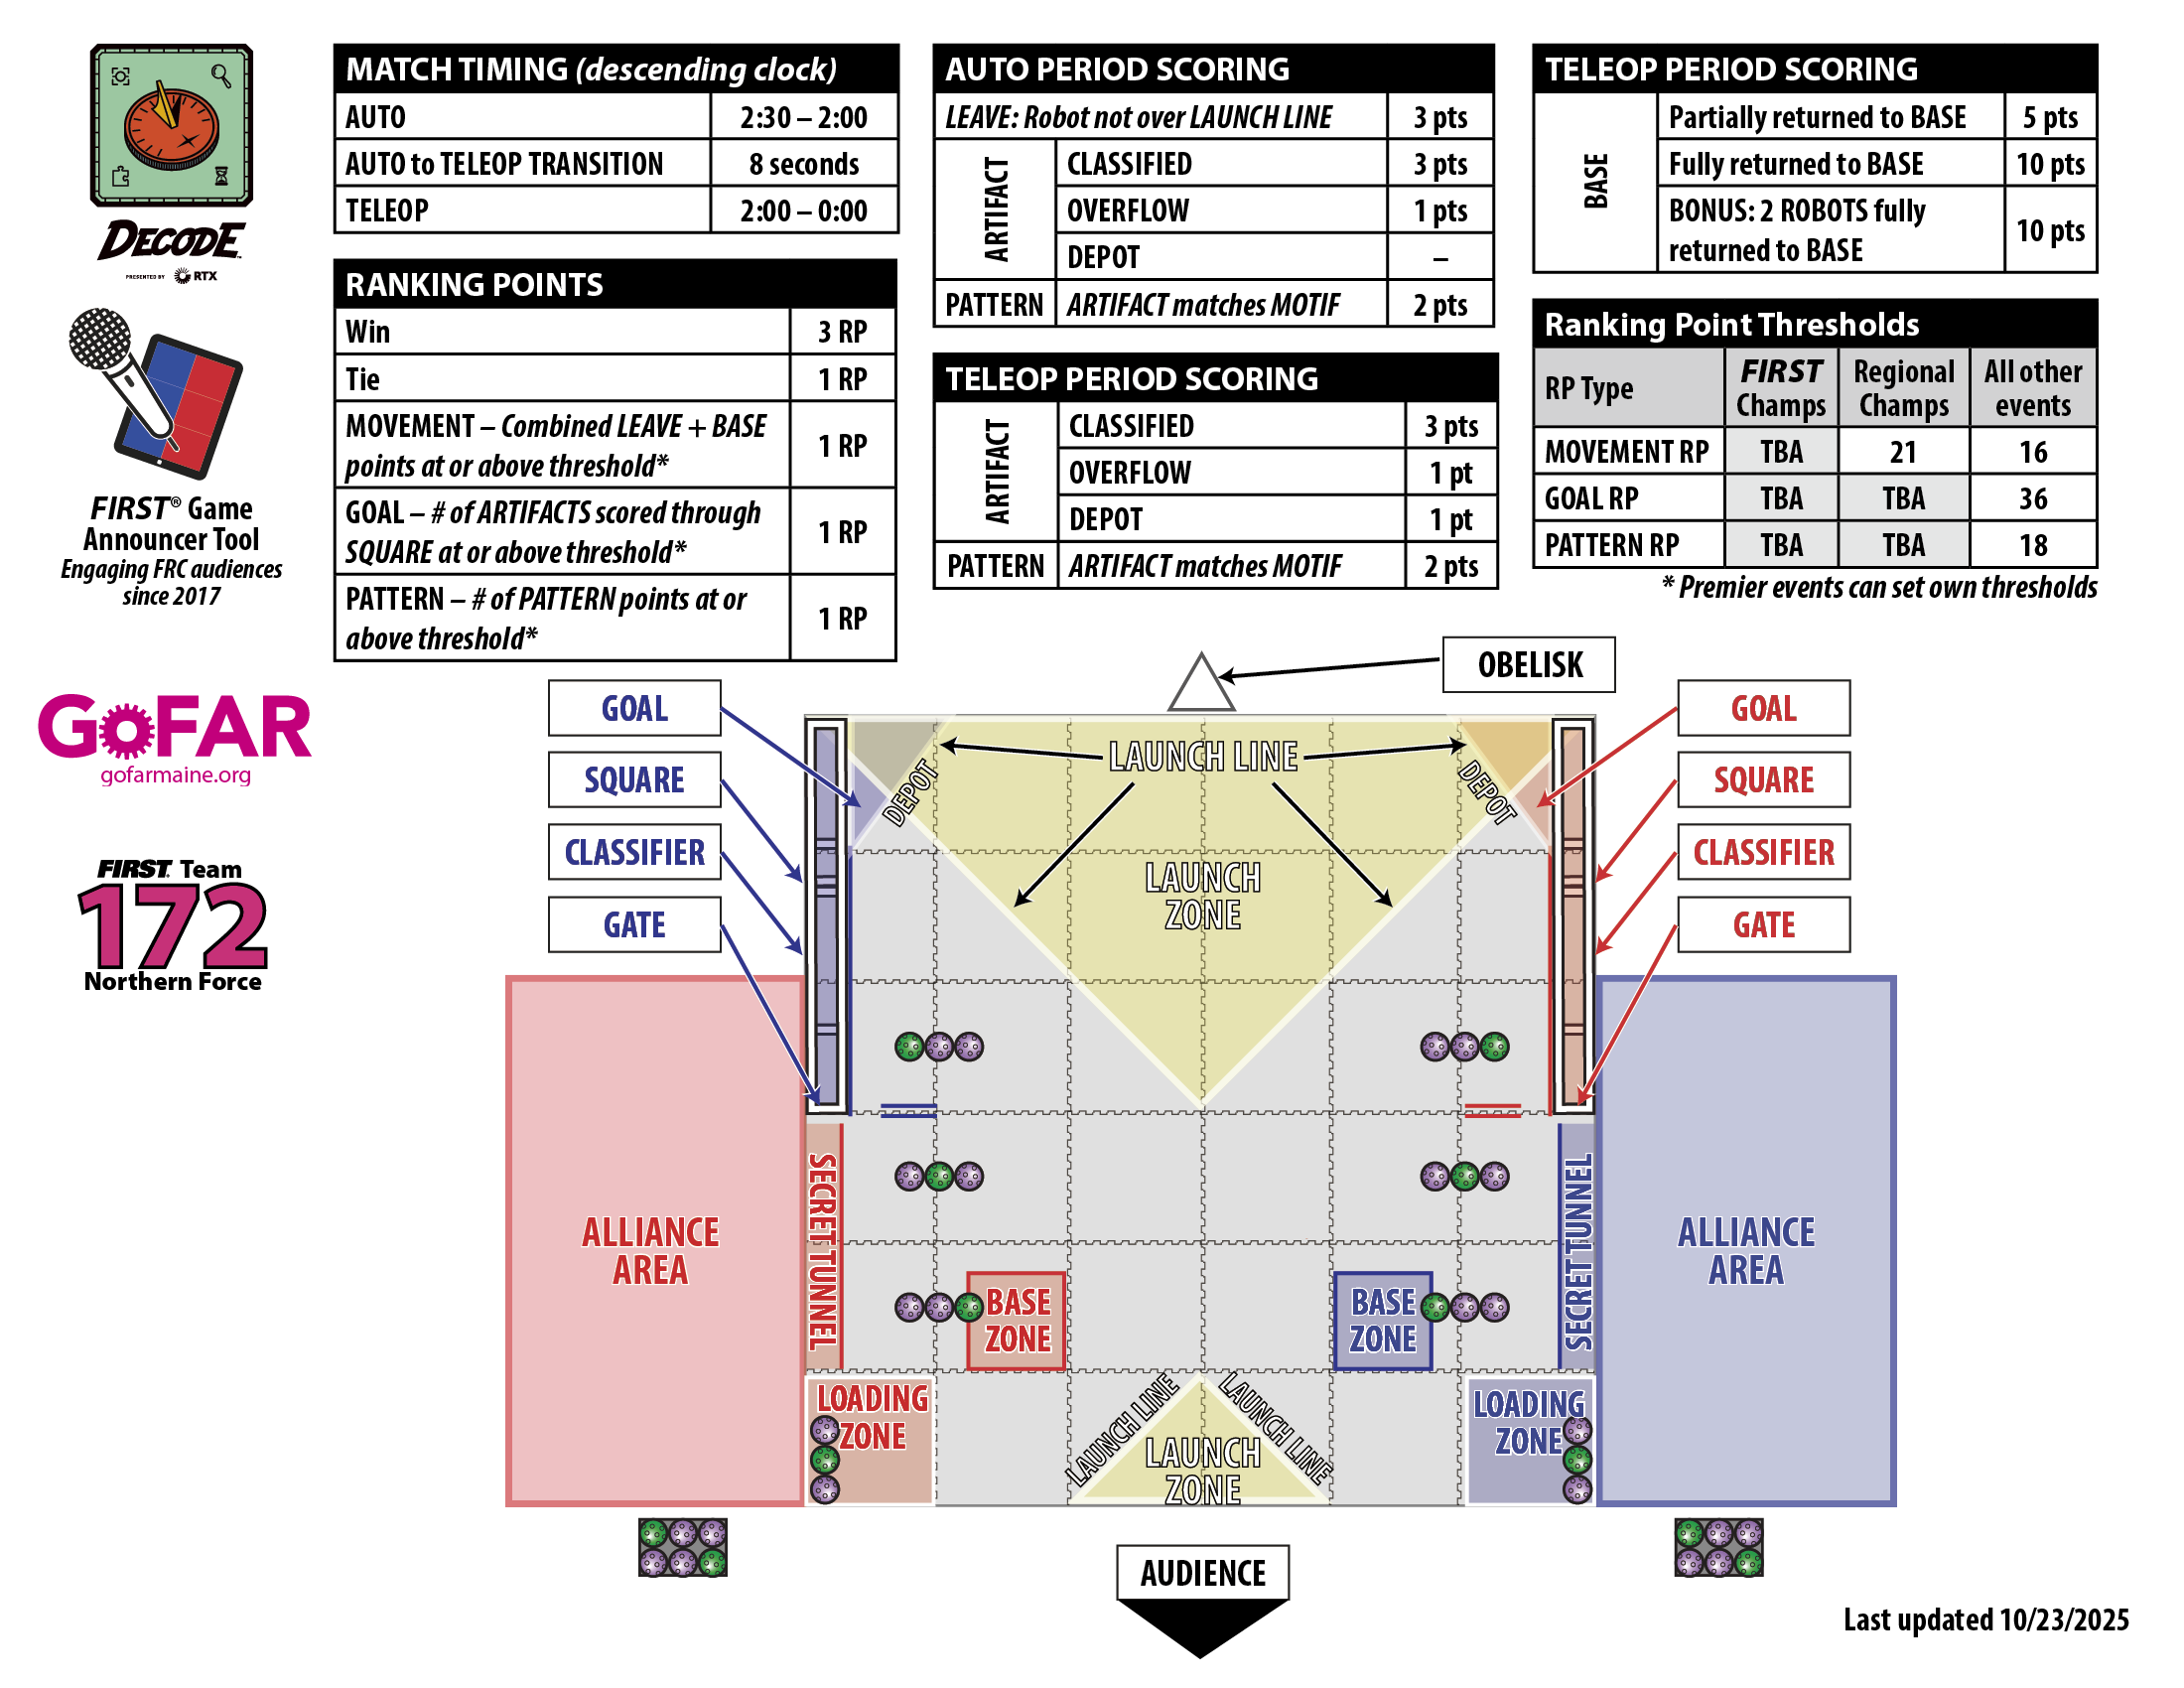 DECODE
PRESENTED BY RTX
FIRST® Game
Announcer Tool
Engaging FRC audiences
since 2017
GOFAR
gofarmaine.org
FIRST Team
172
Northern Force
MATCH TIMING (descending clock)
AUTO 2:30 – 2:00
AUTO to TELEOP TRANSITION 8 seconds
TELEOP 2:00 – 0:00
RANKING POINTS
Win 3 RP
Tie 1 RP
MOVEMENT – Combined LEAVE + BASE
points at or above threshold* 1 RP
GOAL – # of ARTIFACTS scored through
SQUARE at or above threshold* 1 RP
PATTERN – # of PATTERN points at or
above threshold* 1 RP
AUTO PERIOD SCORING
LEAVE: Robot not over LAUNCH LINE 3 pts
ARTIFACT
CLASSIFIED 3 pts
OVERFLOW 1 pts
DEPOT –
PATTERN ARTIFACT matches MOTIF 2 pts
TELEOP PERIOD SCORING
ARTIFACT
CLASSIFIED 3 pts
OVERFLOW 1 pt
DEPOT 1 pt
PATTERN ARTIFACT matches MOTIF 2 pts
TELEOP PERIOD SCORING
BASE
Partially returned to BASE 5 pts
Fully returned to BASE 10 pts
BONUS: 2 ROBOTS fully
returned to BASE 10 pts
Ranking Point Thresholds
RP Type FIRST Champs Regional Champs All other events
MOVEMENT RP TBA 21 16
GOAL RP TBA TBA 36
PATTERN RP TBA TBA 18
* Premier events can set own thresholds
OBELISK
GOAL
SQUARE
CLASSIFIER
GATE
GOAL
SQUARE
CLASSIFIER
GATE
LAUNCH LINE
DEPOT
DEPOT
LAUNCH
ZONE
ALLIANCE
AREA
SECRET TUNNEL
BASE
ZONE
BASE
ZONE
SECRET TUNNEL
ALLIANCE
AREA
LOADING
ZONE
LAUNCH LINE
LAUNCH LINE
LAUNCH
ZONE
LOADING
ZONE
AUDIENCE
Last updated 10/23/2025